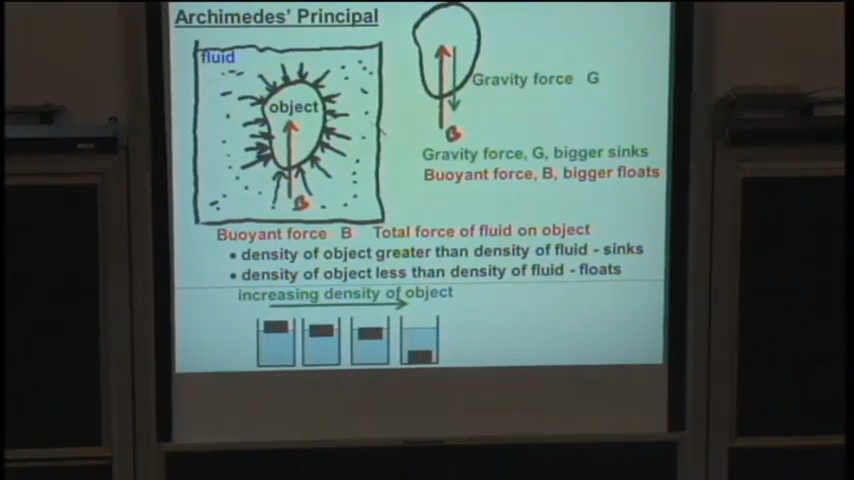 Archimedes' Principal
fluid
object
B
Gravity force G
B
Gravity force, G, bigger sinks
Buoyant force, B, bigger floats
Buoyant force B Total force of fluid on object
• density of object greater than density of fluid - sinks
• density of object less than density of fluid - floats
increasing density of object